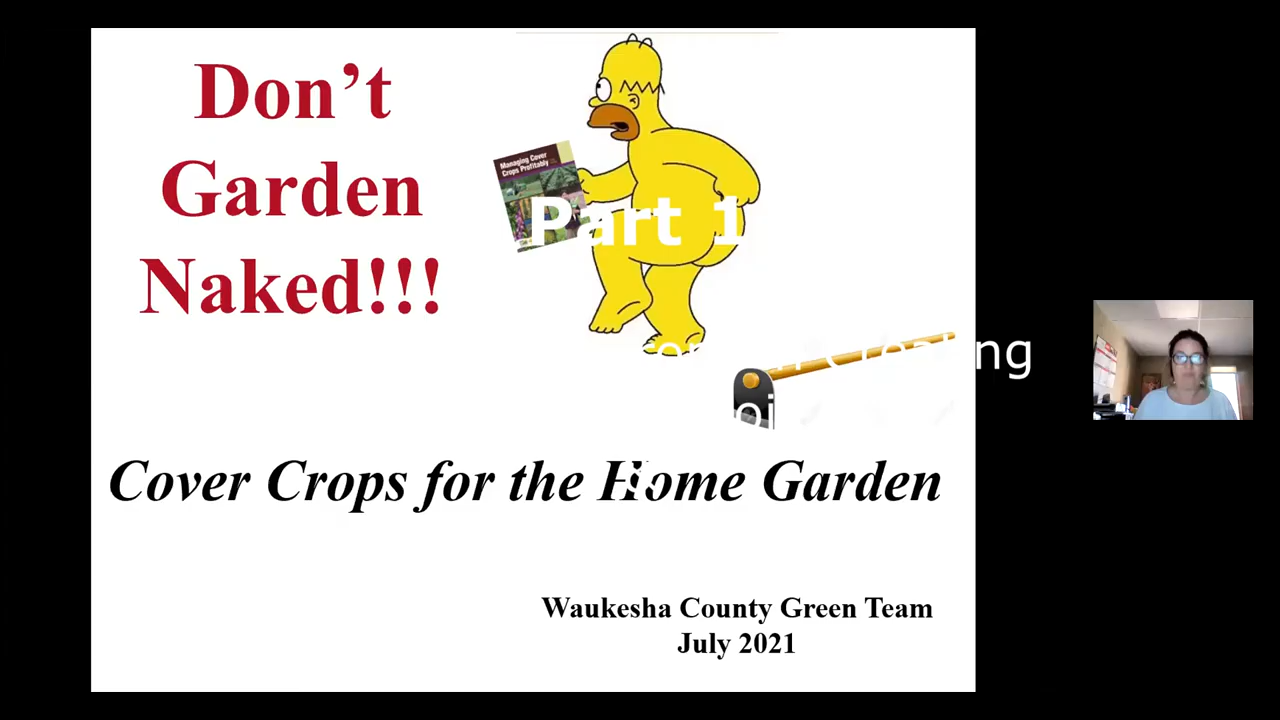 Don’t
Garden
Naked!!!
Managing Cover
Crops Profitably
Part 1
Cover Crops for the Home Garden
Waukesha County Green Team
July 2021